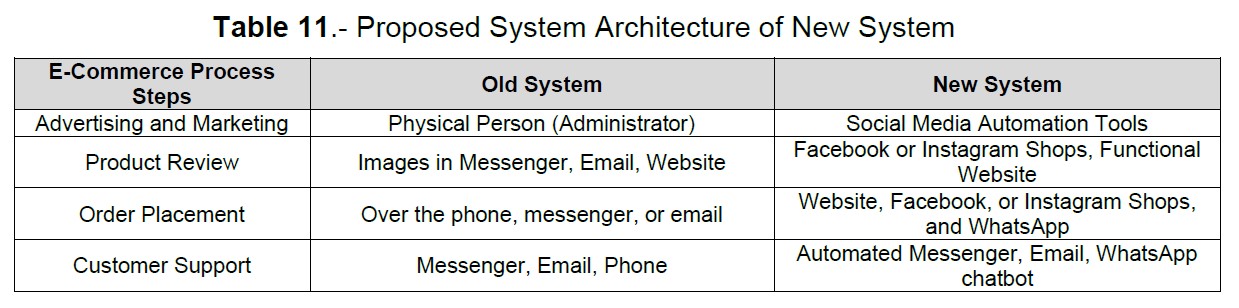 Table 11.- Proposed System Architecture of New System
E-Commerce Process
Steps
Old System
New System
Advertising and Marketing
Physical Person (Administrator)
Social Media Automation Tools
Product Review
Images in Messenger, Email, Website
Facebook or Instagram Shops, Functional
Website
Order Placement
Over the phone, messenger, or email
Website, Facebook, or Instagram Shops,
and WhatsApp
Customer Support
Messenger, Email, Phone
Automated Messenger, Email, WhatsApp
chatbot